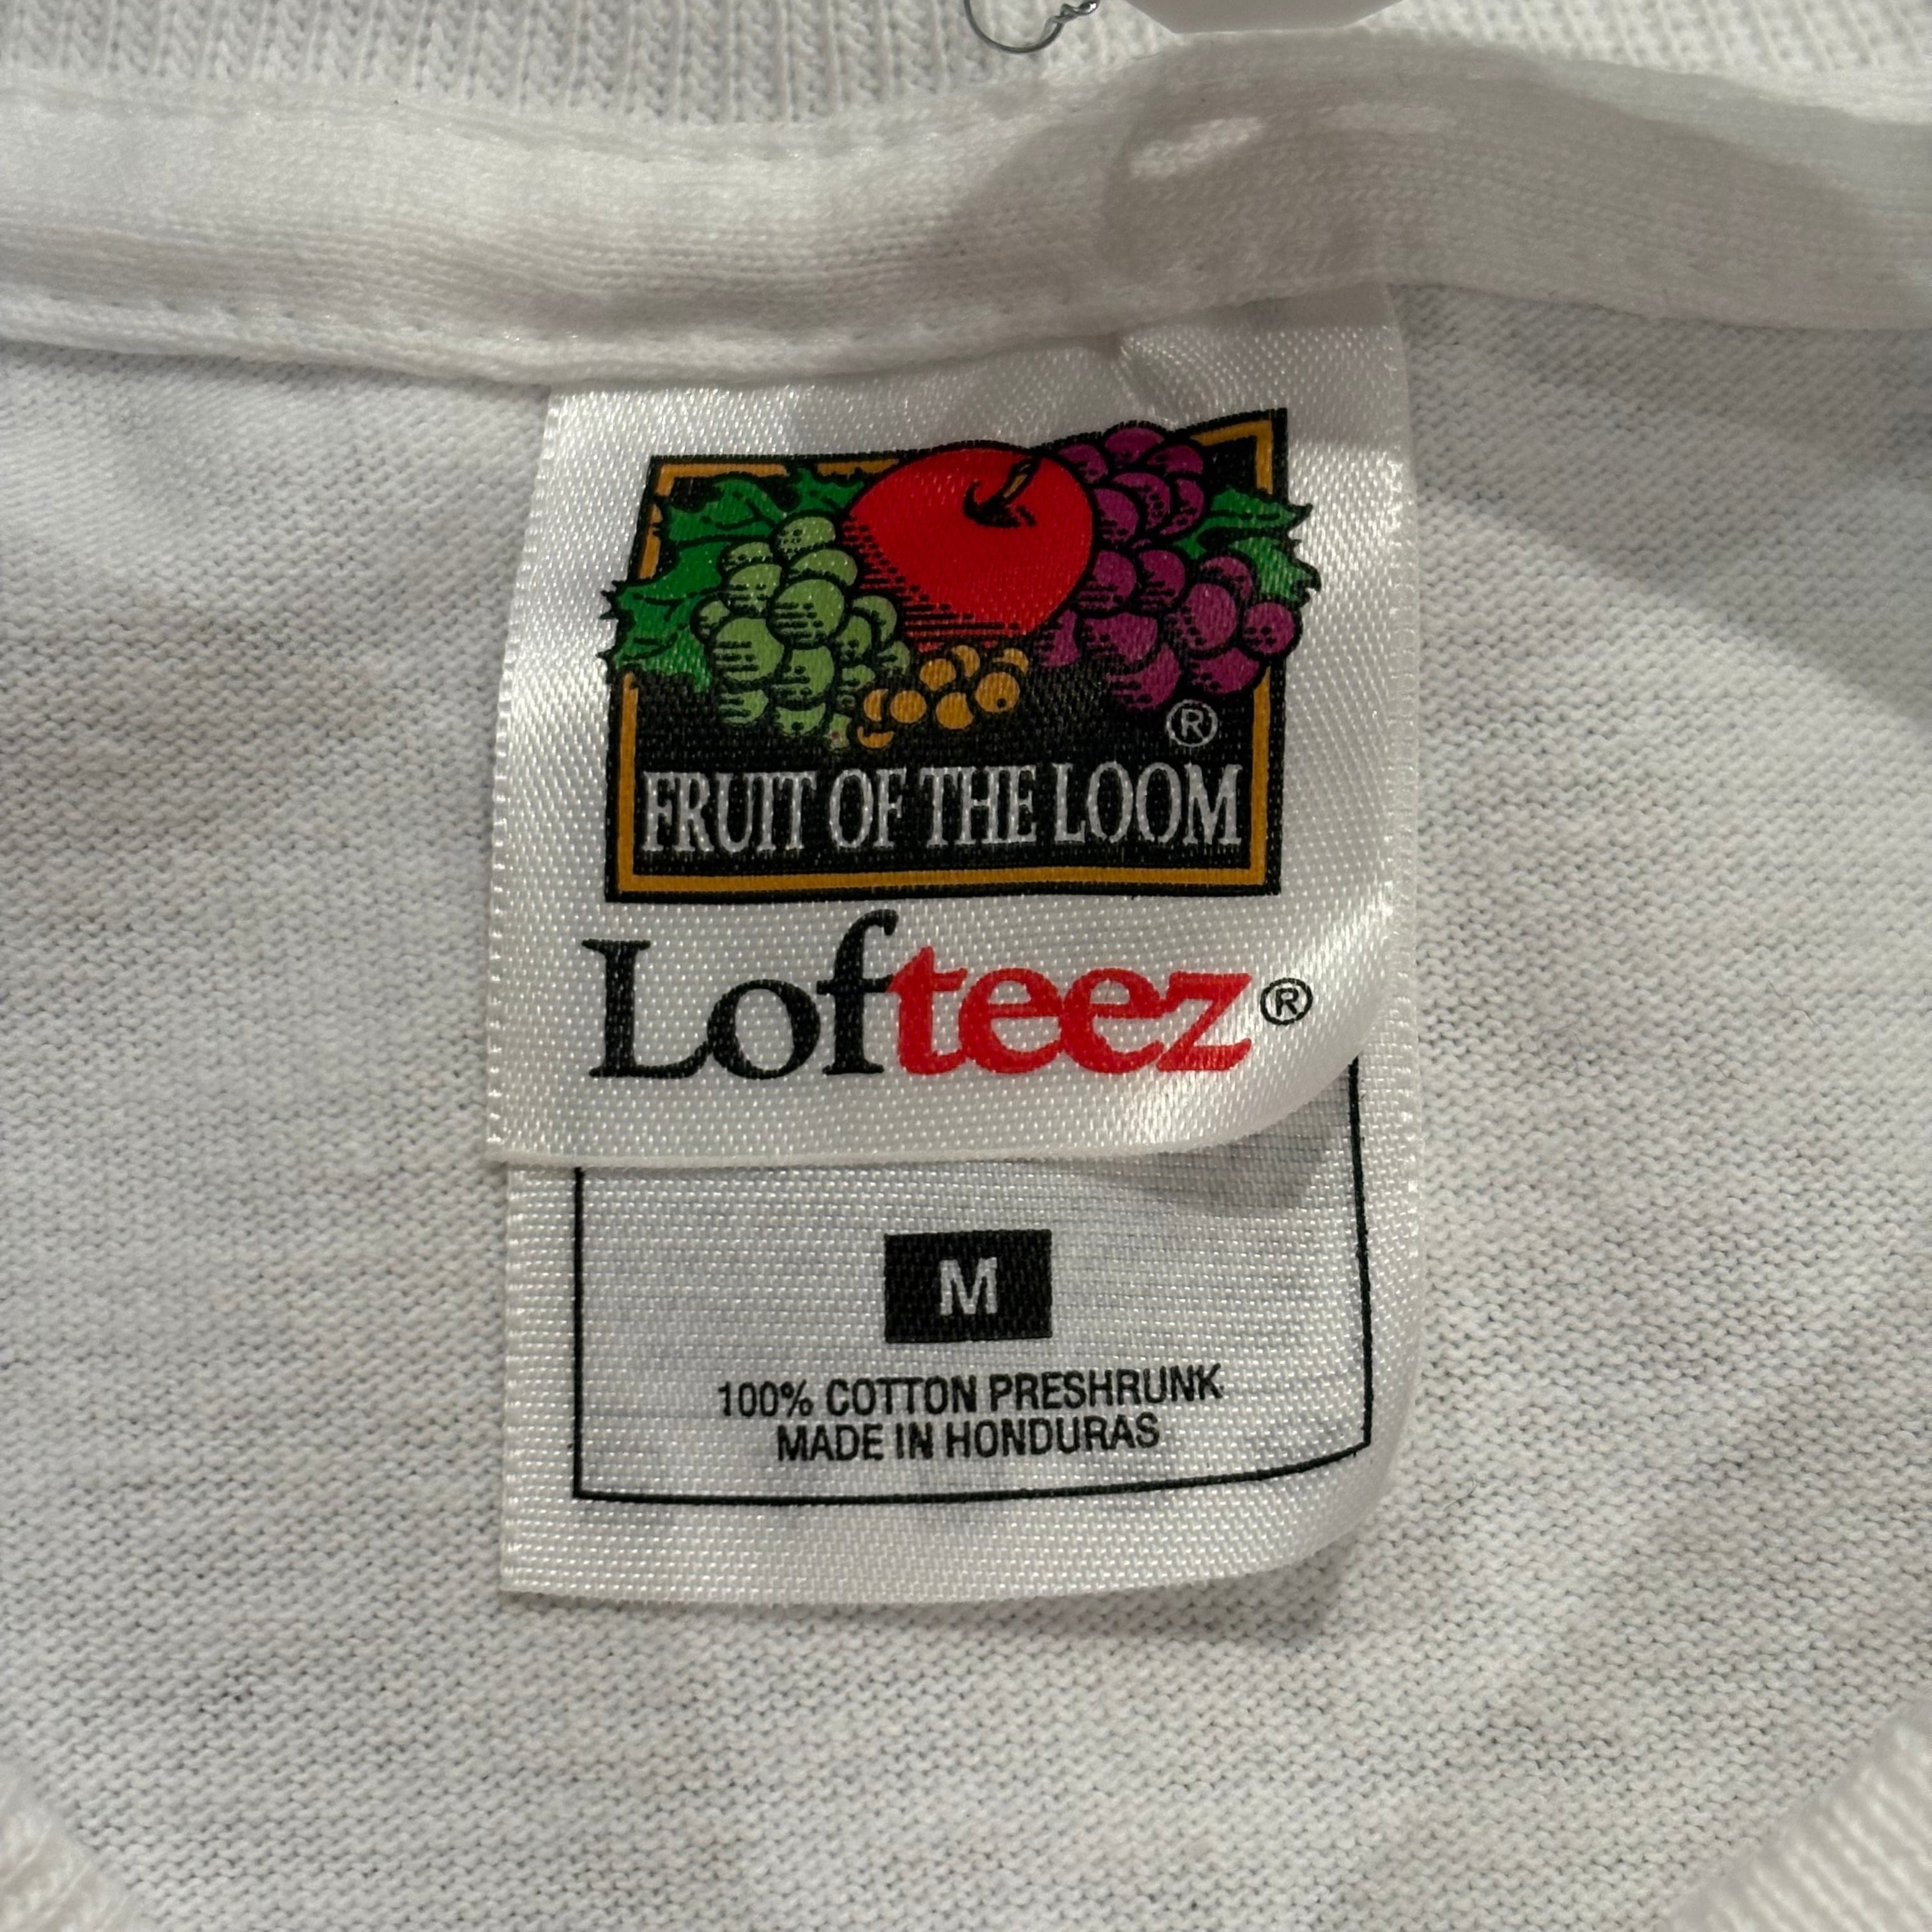 ®
FRUIT OF THE LOOM
Lofteez®
M
100% COTTON PRESHRUNK
MADE IN HONDURAS